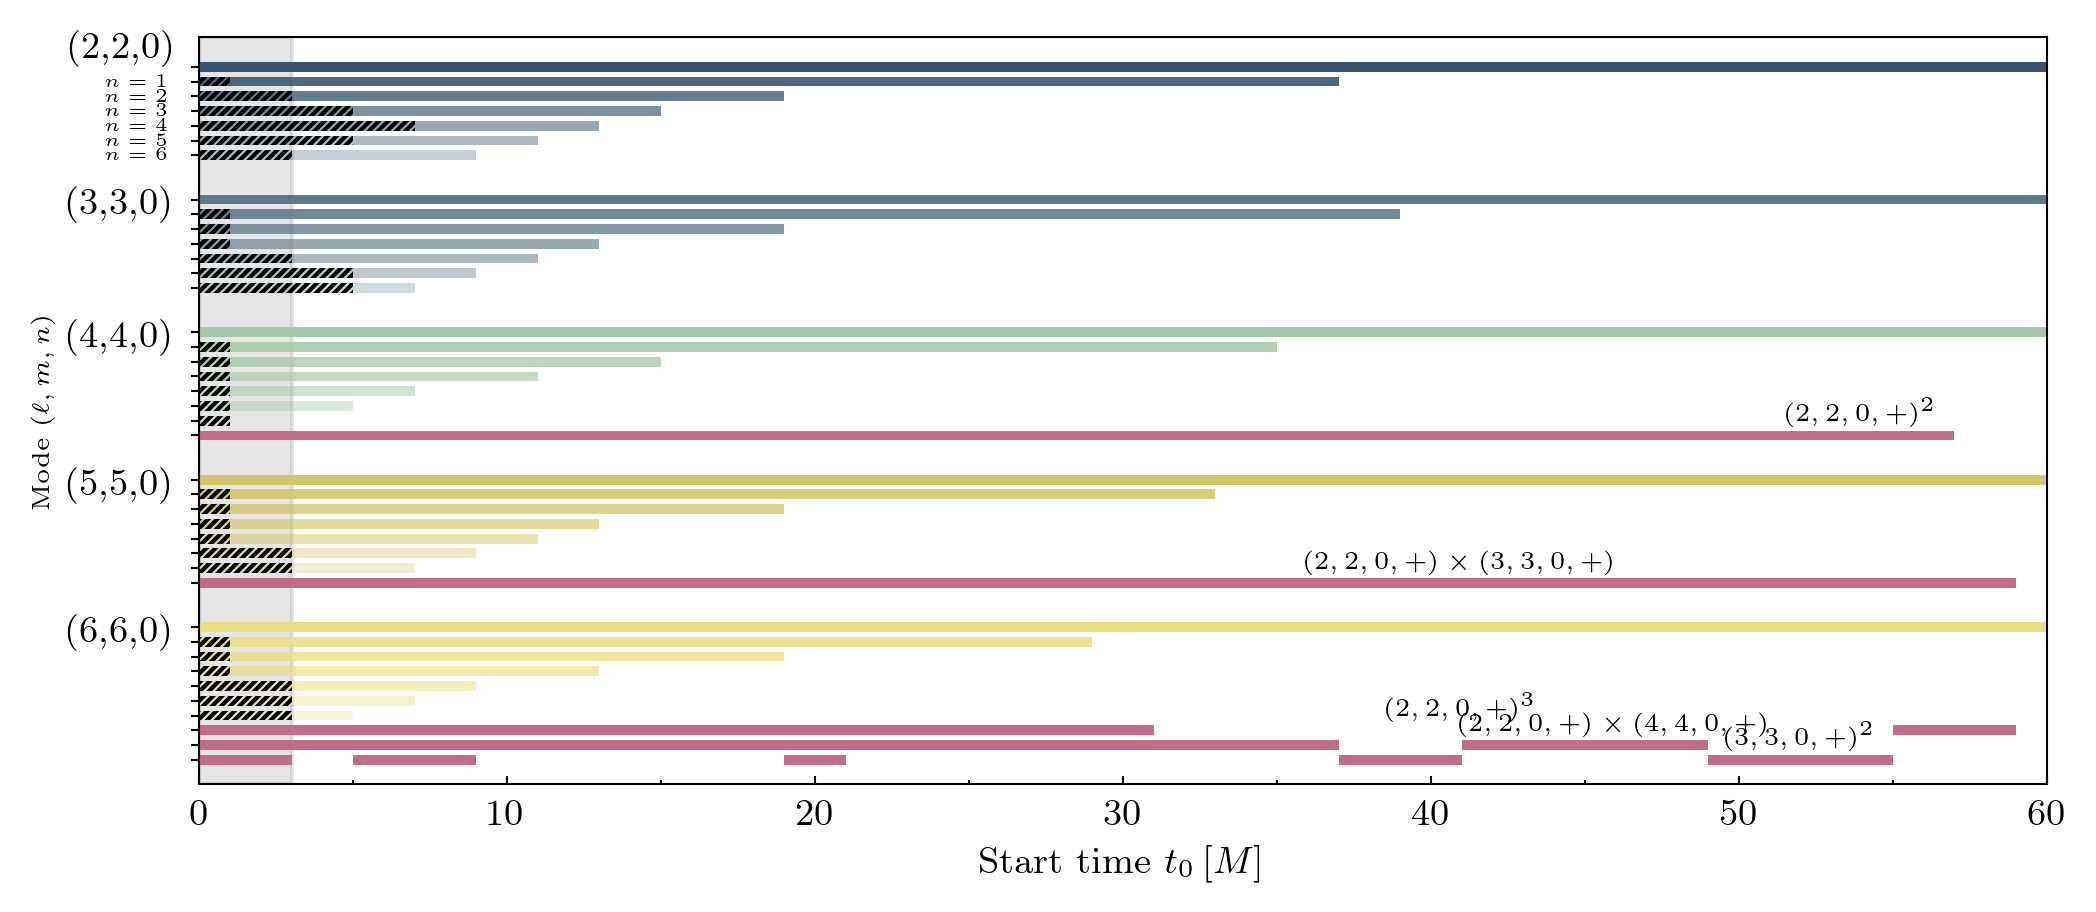 (2,2,0)
n = 1
n = 2
n = 3
n = 4
n = 5
n = 6
(3,3,0)
(4,4,0)
(2, 2, 0, +)²
Mode (ℓ, m, n)
(5,5,0)
(2, 2, 0, +) × (3, 3, 0, +)
(6,6,0)
(2, 2, 0, +)³
(2, 2, 0, +) × (4, 4, 0, +)
(3, 3, 0, +)²
0 10 20 30 40 50 60
Start time t₀ [M]